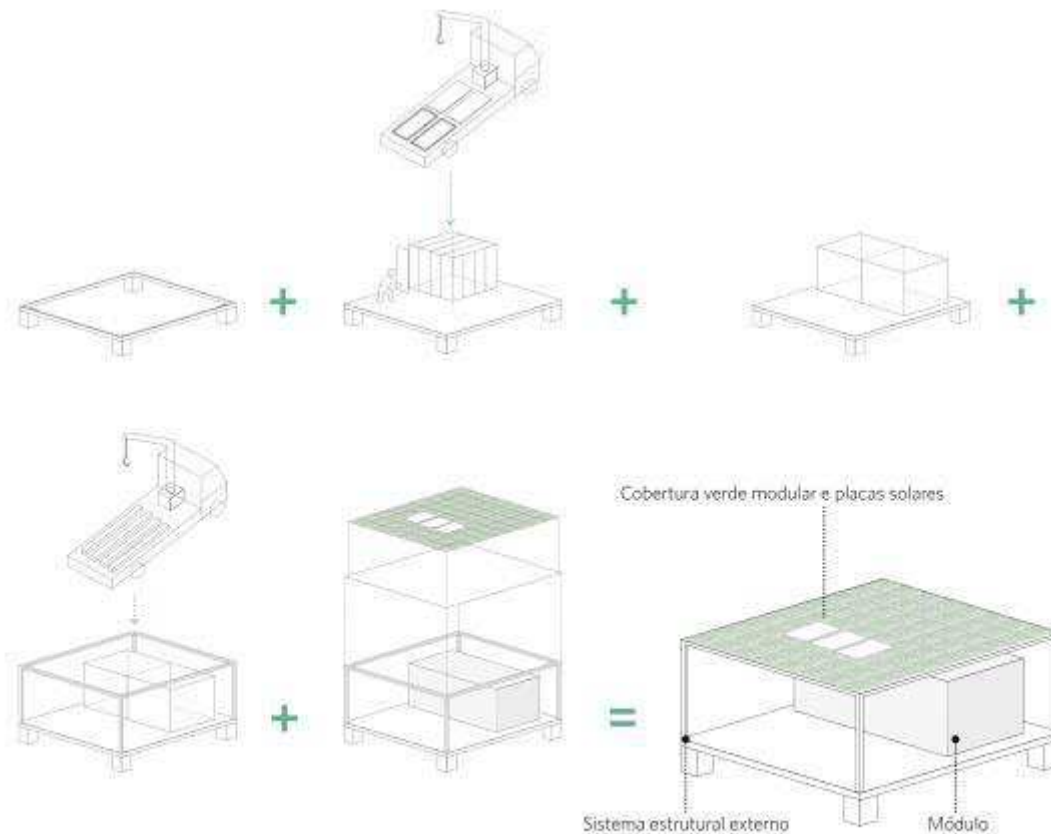 Cobertura verde modular e placas solares
Sistema estrutural externo
Módulo